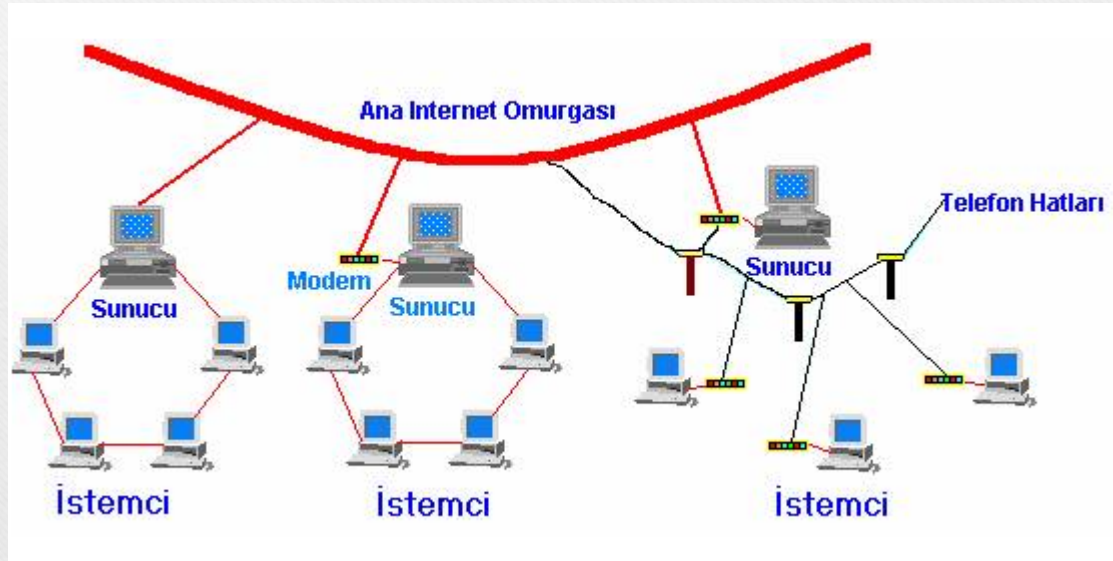 Ana Internet Omurgası
Telefon Hatları
Sunucu
Modem
Sunucu
Sunucu
İstemci
İstemci
İstemci